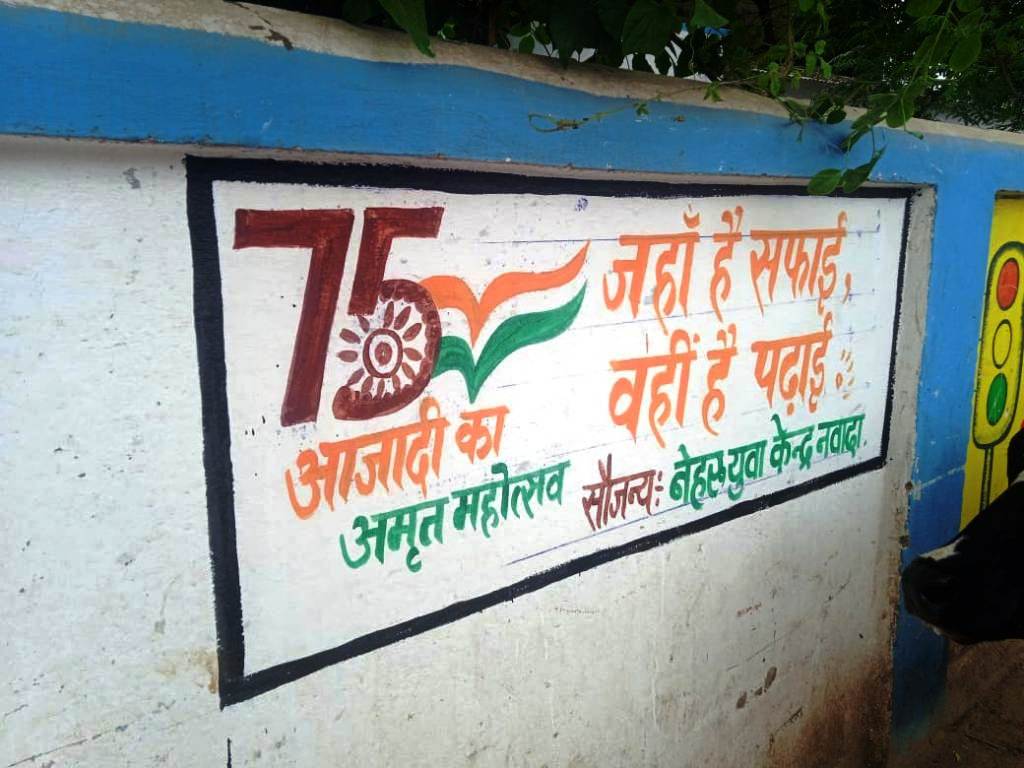 75
आजादी का
अमृत महोत्सव
जहाँ है सफाई,
वहीं है पढ़ाई
सौजन्य: नेहरू युवा केन्द्र नवादा